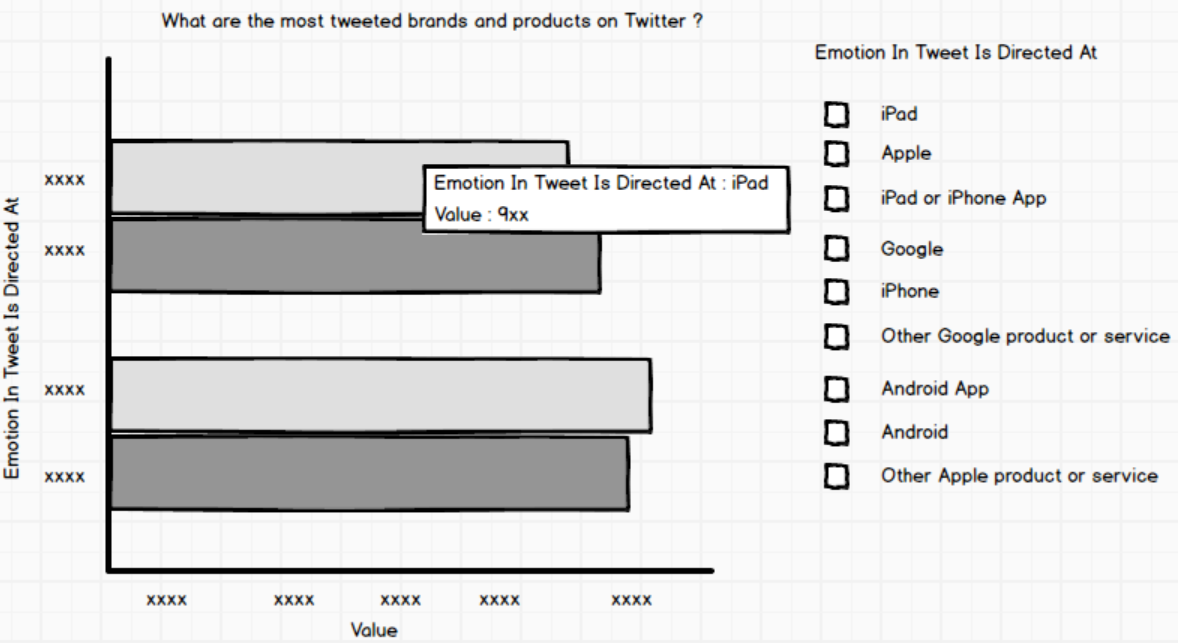 What are the most tweeted brands and products on Twitter ?
Emotion In Tweet Is Directed At
iPad
Apple
iPad or iPhone App
Google
iPhone
Other Google product or service
Android App
Android
Other Apple product or service
Emotion In Tweet Is Directed At : iPad
Value : 9xx
Emotion In Tweet Is Directed At
xxxx
xxxx
xxxx
xxxx
xxxx xxxx xxxx xxxx xxxx
Value